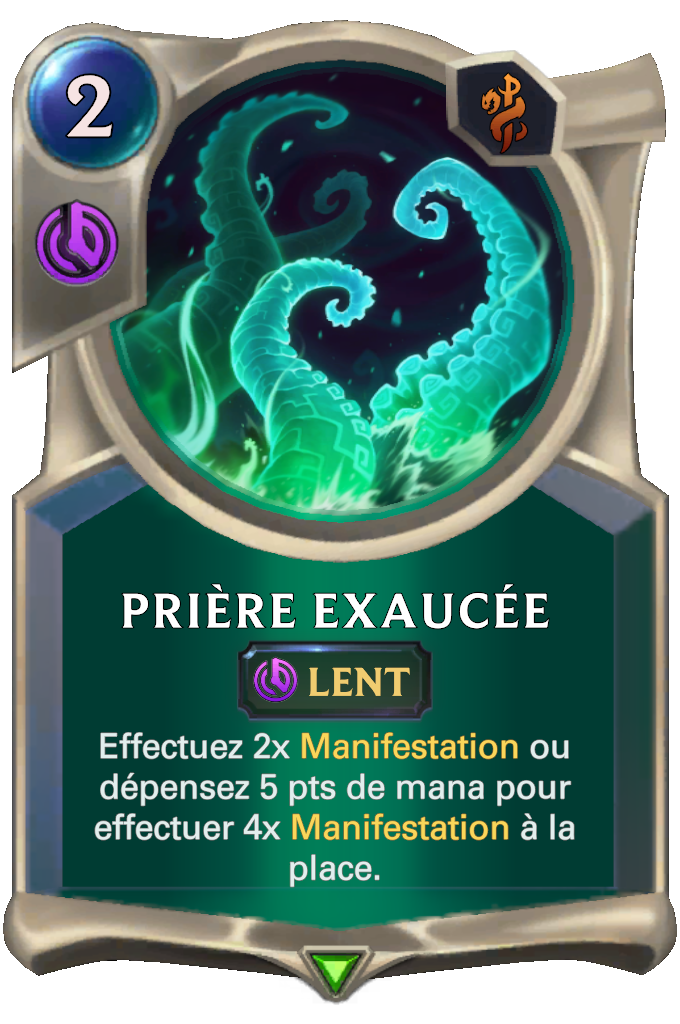 2
PRIÈRE EXAUCÉE
LENT
Effectuez 2x Manifestation ou
dépensez 5 pts de mana pour
effectuer 4x Manifestation à la
place.